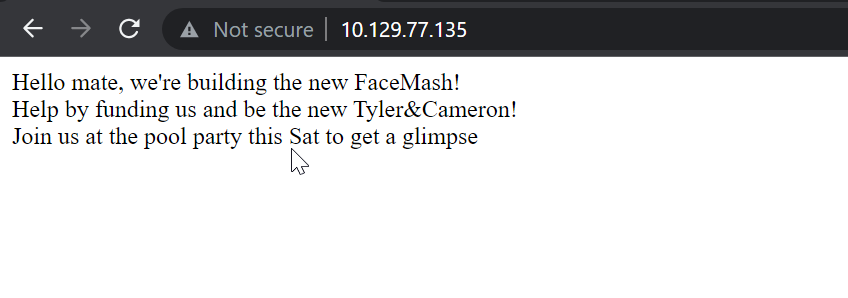 Not secure 10.129.77.135
Hello mate, we're building the new FaceMash!
Help by funding us and be the new Tyler&Cameron!
Join us at the pool party this Sat to get a glimpse